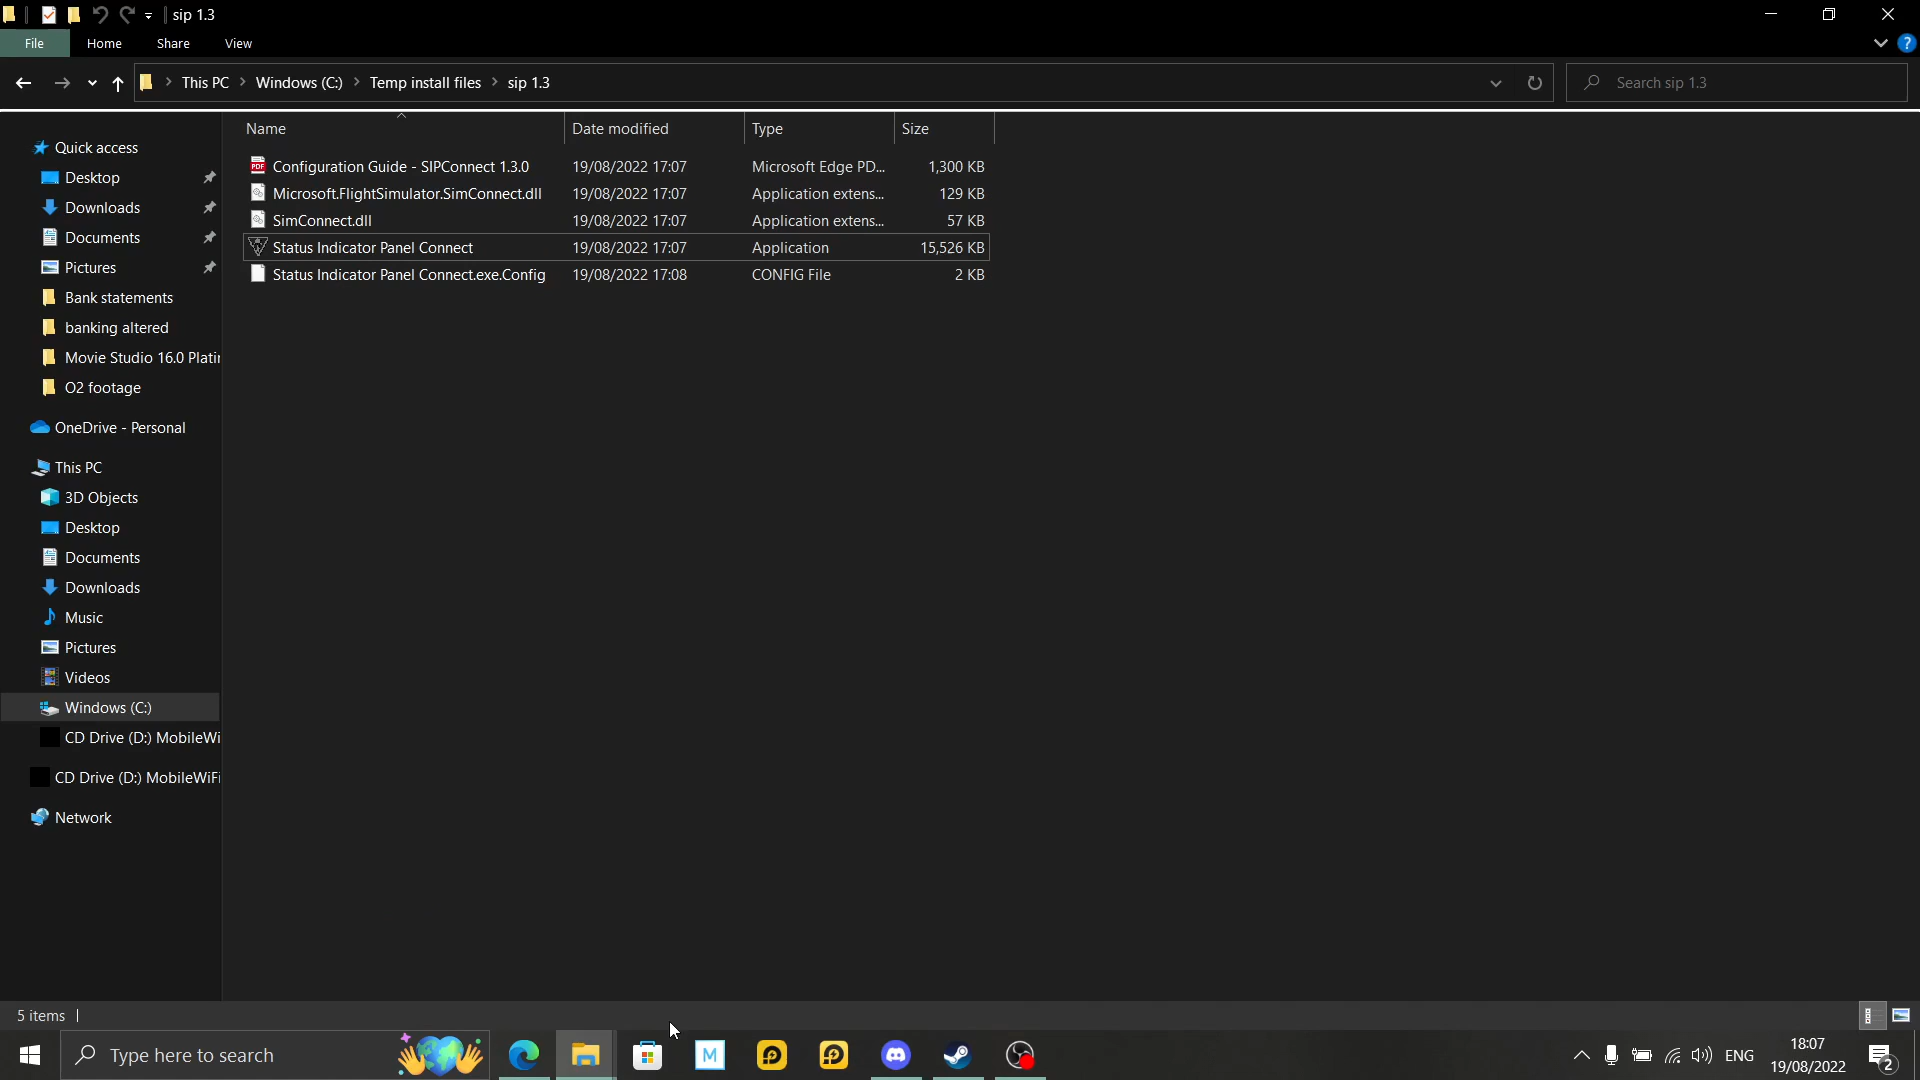 sip 1.3
File Home Share View
This PC > Windows (C:) > Temp install files > sip 1.3
Search sip 1.3
Name Date modified Type Size
Configuration Guide - SIPConnect 1.3.0 19/08/2022 17:07 Microsoft Edge PD... 1,300 KB
Microsoft.FlightSimulator.SimConnect.dll 19/08/2022 17:07 Application extens... 129 KB
SimConnect.dll 19/08/2022 17:07 Application extens... 57 KB
Status Indicator Panel Connect 19/08/2022 17:07 Application 15,526 KB
Status Indicator Panel Connect.exe.Config 19/08/2022 17:08 CONFIG File 2 KB
Quick access
Desktop
Downloads
Documents
Pictures
Bank statements
banking altered
Movie Studio 16.0 Platin
O2 footage
OneDrive - Personal
This PC
3D Objects
Desktop
Documents
Downloads
Music
Pictures
Videos
Windows (C:)
CD Drive (D:) MobileWi
CD Drive (D:) MobileWiFi
Network
5 items
Type here to search
M
ENG
18:07
19/08/2022
2